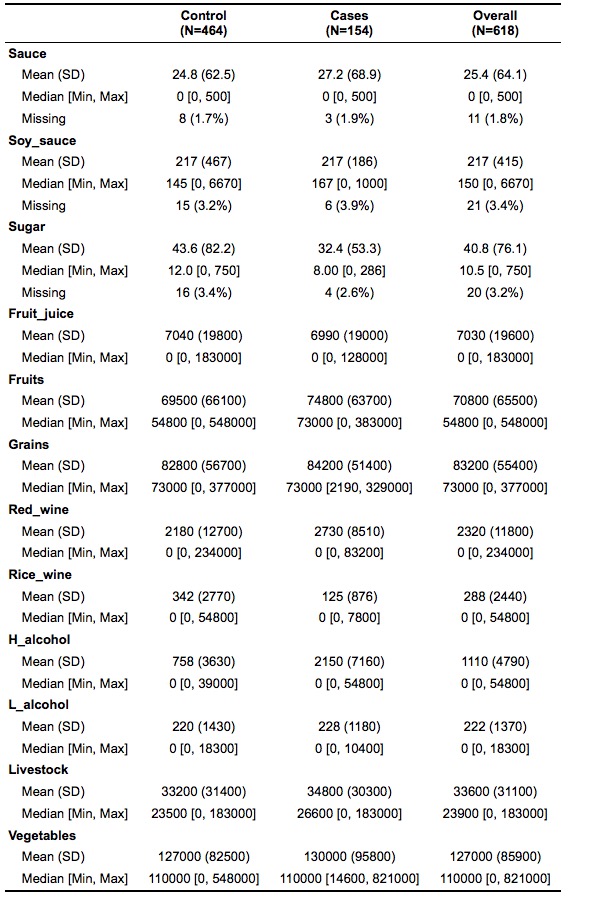 Control Cases Overall
(N=464) (N=154) (N=618)
Sauce
Mean (SD) 24.8 (62.5) 27.2 (68.9) 25.4 (64.1)
Median [Min, Max] 0 [0, 500] 0 [0, 500] 0 [0, 500]
Missing 8 (1.7%) 3 (1.9%) 11 (1.8%)
Soy_sauce
Mean (SD) 217 (467) 217 (186) 217 (415)
Median [Min, Max] 145 [0, 6670] 167 [0, 1000] 150 [0, 6670]
Missing 15 (3.2%) 6 (3.9%) 21 (3.4%)
Sugar
Mean (SD) 43.6 (82.2) 32.4 (53.3) 40.8 (76.1)
Median [Min, Max] 12.0 [0, 750] 8.00 [0, 286] 10.5 [0, 750]
Missing 16 (3.4%) 4 (2.6%) 20 (3.2%)
Fruit_juice
Mean (SD) 7040 (19800) 6990 (19000) 7030 (19600)
Median [Min, Max] 0 [0, 183000] 0 [0, 128000] 0 [0, 183000]
Fruits
Mean (SD) 69500 (66100) 74800 (63700) 70800 (65500)
Median [Min, Max] 54800 [0, 548000] 73000 [0, 383000] 54800 [0, 548000]
Grains
Mean (SD) 82800 (56700) 84200 (51400) 83200 (55400)
Median [Min, Max] 73000 [0, 377000] 73000 [2190, 329000] 73000 [0, 377000]
Red_wine
Mean (SD) 2180 (12700) 2730 (8510) 2320 (11800)
Median [Min, Max] 0 [0, 234000] 0 [0, 83200] 0 [0, 234000]
Rice_wine
Mean (SD) 342 (2770) 125 (876) 288 (2440)
Median [Min, Max] 0 [0, 54800] 0 [0, 7800] 0 [0, 54800]
H_alcohol
Mean (SD) 758 (3630) 2150 (7160) 1110 (4790)
Median [Min, Max] 0 [0, 39000] 0 [0, 54800] 0 [0, 54800]
L_alcohol
Mean (SD) 220 (1430) 228 (1180) 222 (1370)
Median [Min, Max] 0 [0, 18300] 0 [0, 10400] 0 [0, 18300]
Livestock
Mean (SD) 33200 (31400) 34800 (30300) 33600 (31100)
Median [Min, Max] 23500 [0, 183000] 26600 [0, 183000] 23900 [0, 183000]
Vegetables
Mean (SD) 127000 (82500) 130000 (95800) 127000 (85900)
Median [Min, Max] 110000 [0, 548000] 110000 [14600, 821000] 110000 [0, 821000]